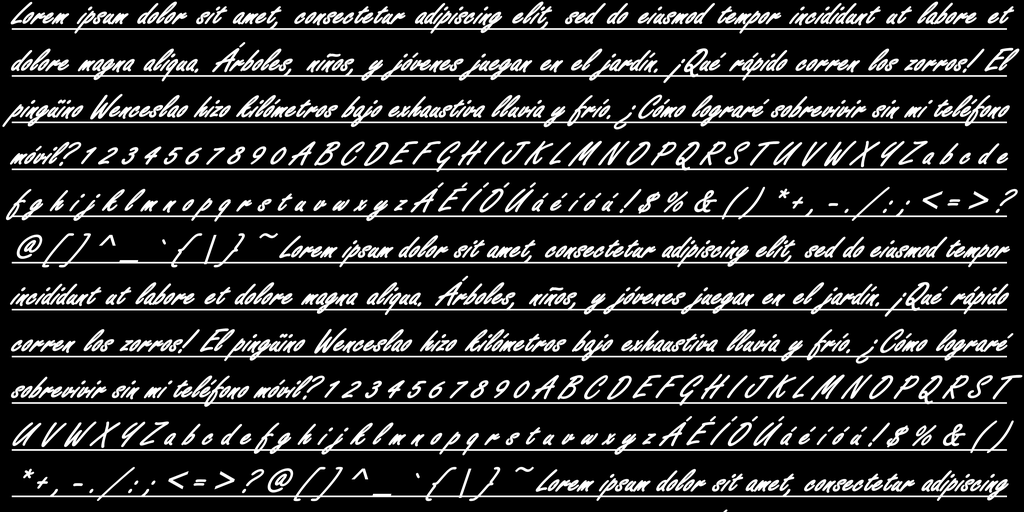 Lorem ipsum dolor sit amet, consectetur adipiscing elit, sed do eiusmod tempor incididunt ut labore et
dolore magna aliqua. Árboles, niños, y jóvenes juegan en el jardín. ¡Qué rápido corren los zorros! El
pingüino Wenceslao hizo kilómetros bajo exhaustiva lluvia y frío. ¿Cómo lograré sobrevivir sin mi teléfono
móvil? 1 2 3 4 5 6 7 8 9 0 A B C D E F G H I J K L M N O P Q R S T U V W X Y Z a b c d e
f g h i j k l m n o p q r s t u v w x y z Á É Í Ó Ú á é í ó ú ! $ % & ( ) * + , - . / : ; < = > ?
@ [ ] ^ _ ` { | } ~ Lorem ipsum dolor sit amet, consectetur adipiscing elit, sed do eiusmod tempor
incididunt ut labore et dolore magna aliqua. Árboles, niños, y jóvenes juegan en el jardín. ¡Qué rápido
corren los zorros! El pingüino Wenceslao hizo kilómetros bajo exhaustiva lluvia y frío. ¿Cómo lograré
sobrevivir sin mi teléfono móvil? 1 2 3 4 5 6 7 8 9 0 A B C D E F G H I J K L M N O P Q R S T
U V W X Y Z a b c d e f g h i j k l m n o p q r s t u v w x y z Á É Í Ó Ú á é í ó ú ! $ % & ( )
* + , - . / : ; < = > ? @ [ ] ^ _ ` { | } ~ Lorem ipsum dolor sit amet, consectetur adipiscing